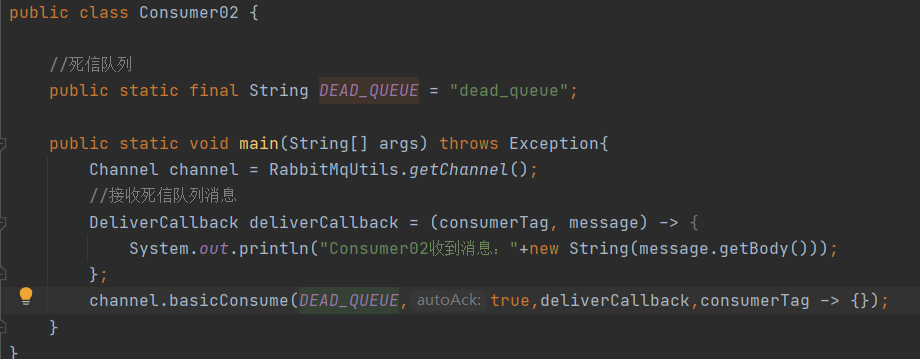 public class Consumer02 {
//死信队列
public static final String DEAD_QUEUE = "dead_queue";
public static void main(String[] args) throws Exception{
Channel channel = RabbitMqUtils.getChannel();
//接收死信队列消息
DeliverCallback deliverCallback = (consumerTag, message) -> {
System.out.println("Consumer02收到消息："+new String(message.getBody()));
};
channel.basicConsume(DEAD_QUEUE, autoAck: true,deliverCallback,consumerTag -> {});
}
}